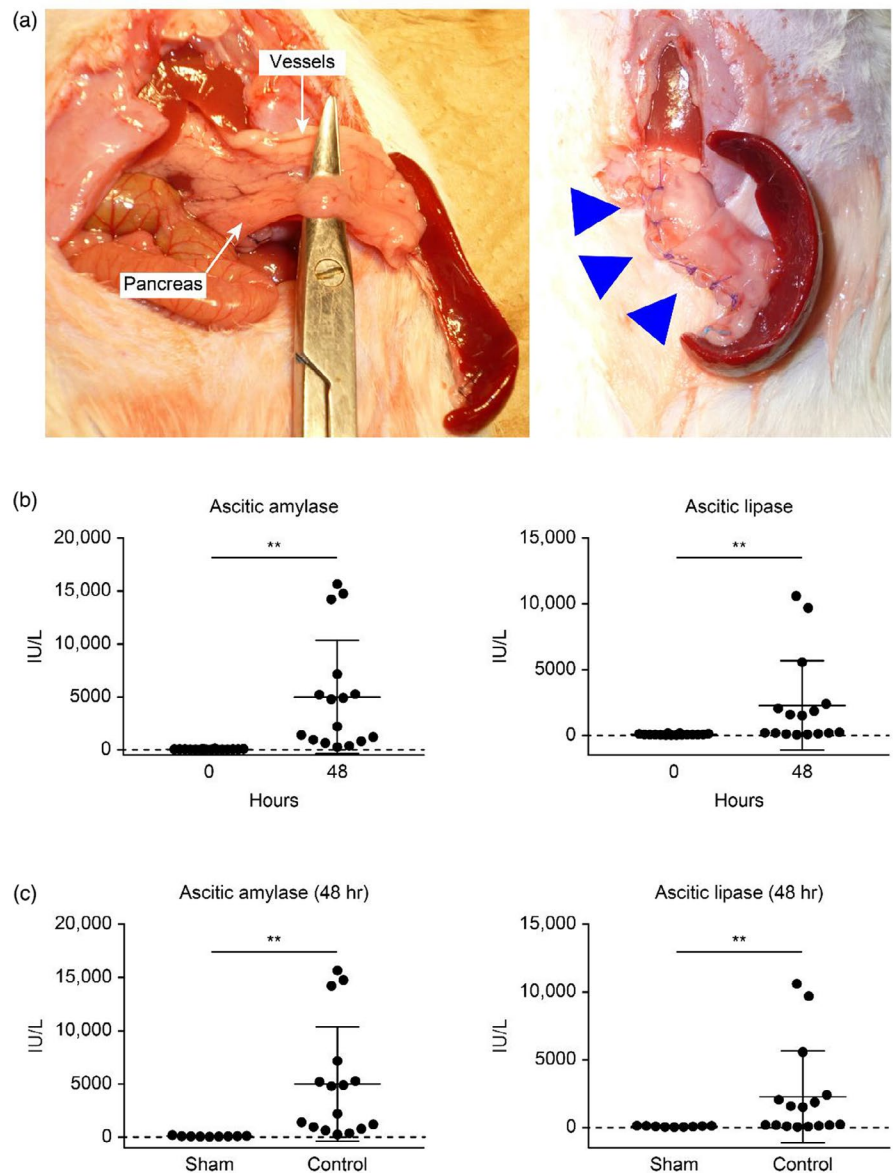 (a)
Vessels
Pancreas
(b)
Ascitic amylase
20,000
15,000
10,000
5000
0
IU/L
**
0
48
Hours
Ascitic lipase
15,000
10,000
5000
0
IU/L
**
0
48
Hours
(c)
Ascitic amylase (48 hr)
20,000
15,000
10,000
5000
0
IU/L
**
Sham
Control
Ascitic lipase (48 hr)
15,000
10,000
5000
0
IU/L
**
Sham
Control